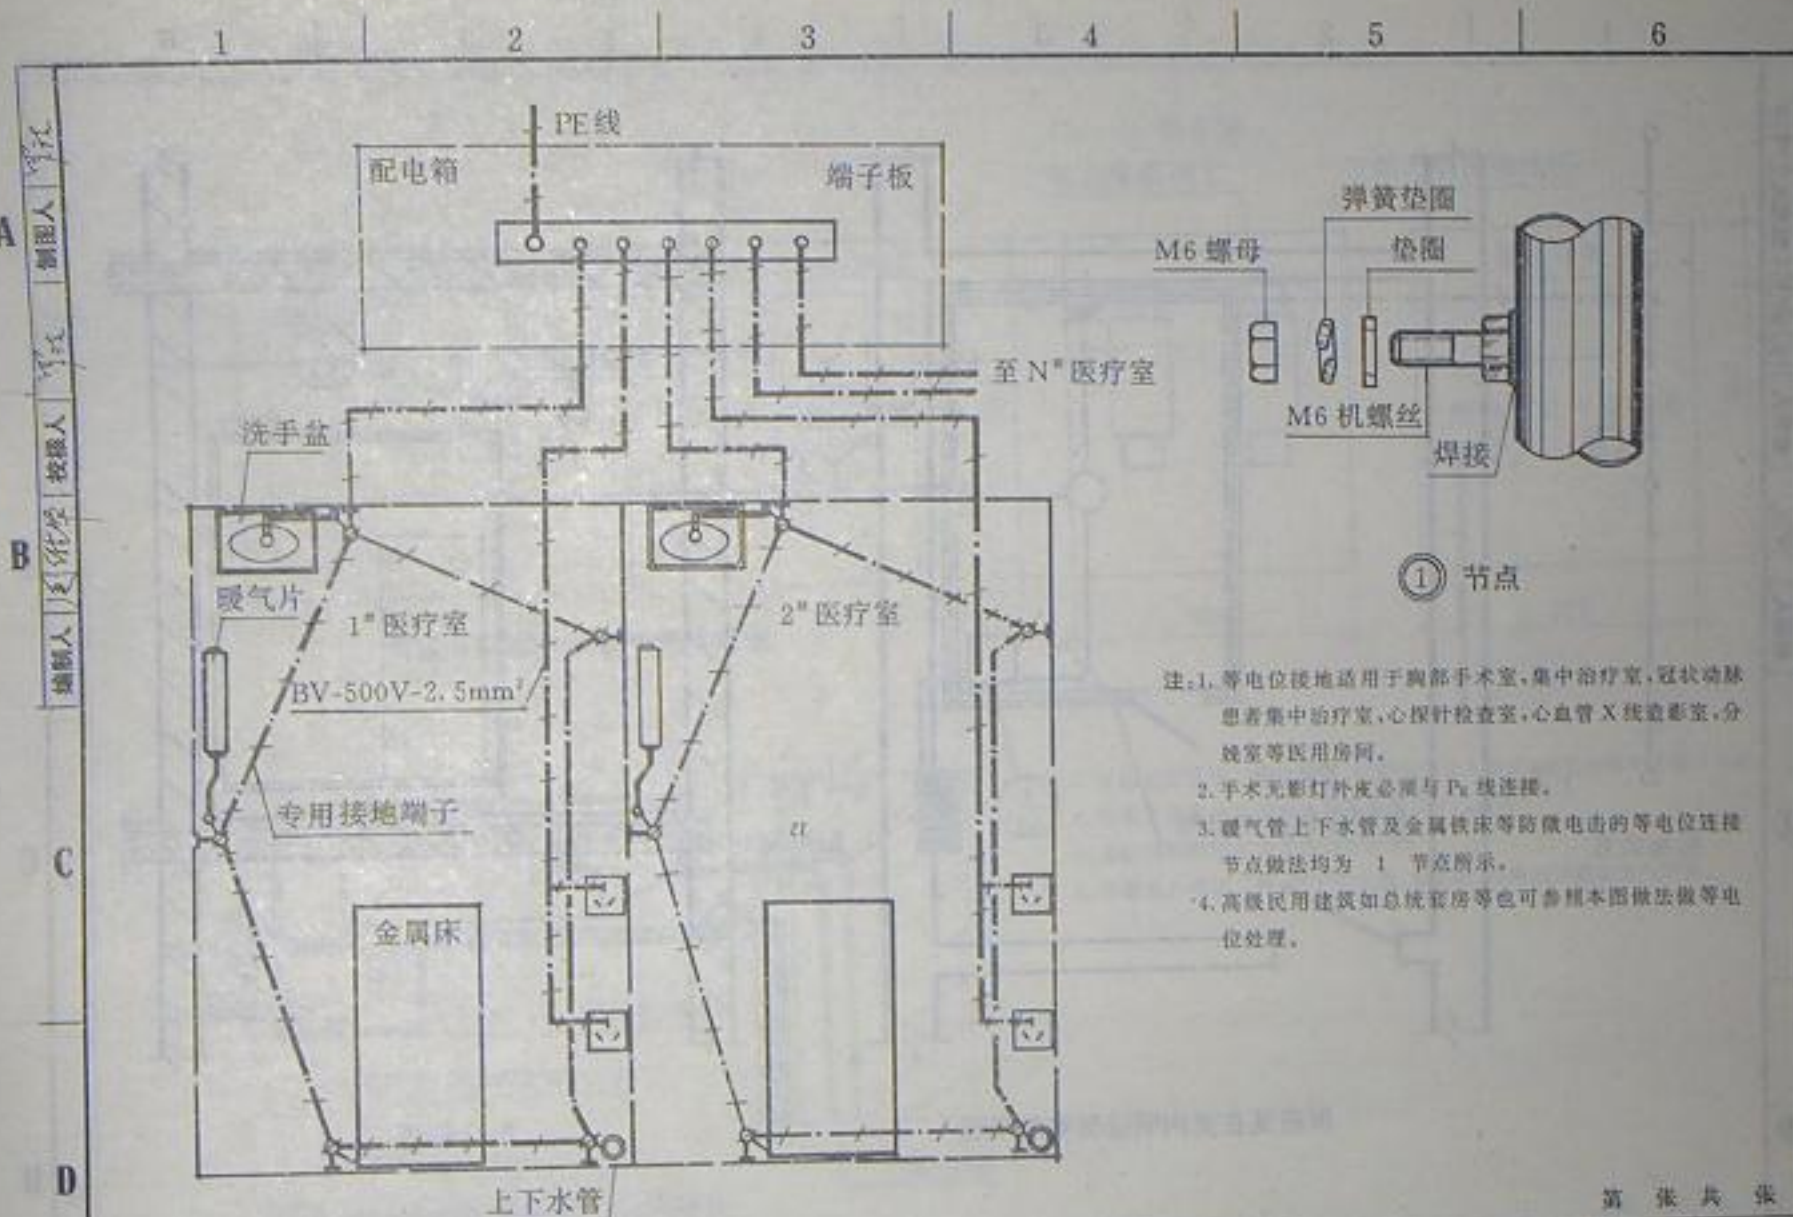 1 2 3 4 5 6
A
B
C
D
制图人
校核人
编制人
PE线
配电箱
端子板
至 N# 医疗室
洗手盆
暖气片
1# 医疗室
2# 医疗室
BV-500V-2.5mm²
专用接地端子
金属床
上下水管
弹簧垫圈
M6 螺母
垫圈
M6 机螺丝
焊接
① 节点
注:1. 等电位接地适用于胸部手术室,集中治疗室,冠状动脉
患者集中治疗室,心探针检查室,心血管 X 线造影室,分
娩室等医用房间。
2. 手术无影灯外皮必须与 PE 线连接。
3. 暖气管上下水管及金属铁床等防微电击的等电位连接
节点做法均为 1 节点所示。
4. 高级民用建筑如总统套房等也可参照本图做法做等电
位处理。
第 张 共 张